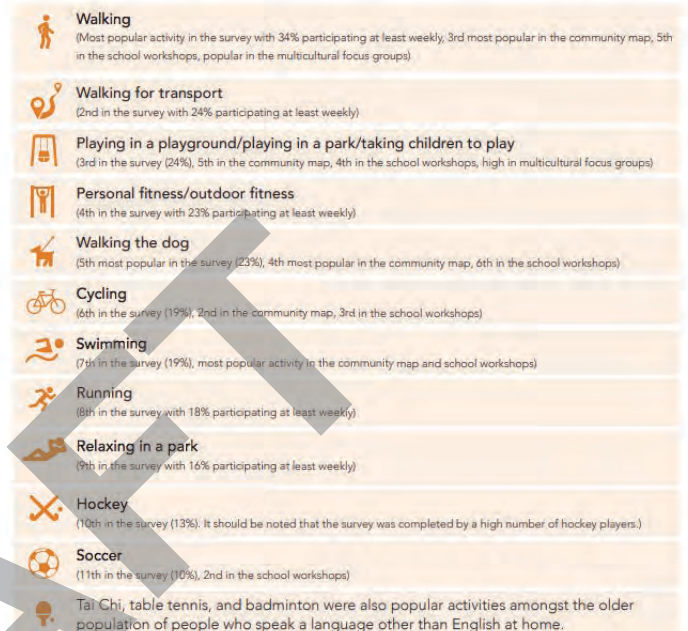 Walking
(Most popular activity in the survey with 34% participating at least weekly, 3rd most popular in the community map, 5th
in the school workshops, popular in the multicultural focus groups)
Walking for transport
(2nd in the survey with 24% participating at least weekly)
Playing in a playground/playing in a park/taking children to play
(3rd in the survey (24%), 5th in the community map, 4th in the school workshops, high in multicultural focus groups)
Personal fitness/outdoor fitness
(4th in the survey with 23% participating at least weekly)
Walking the dog
(5th most popular in the survey (23%), 4th most popular in the community map, 6th in the school workshops)
Cycling
(6th in the survey (19%), 2nd in the community map, 3rd in the school workshops)
Swimming
(7th in the survey (19%), most popular activity in the community map and school workshops)
Running
(8th in the survey with 18% participating at least weekly)
Relaxing in a park
(9th in the survey with 16% participating at least weekly)
Hockey
(10th in the survey (13%). It should be noted that the survey was completed by a high number of hockey players.)
Soccer
(11th in the survey (10%), 2nd in the school workshops)
Tai Chi, table tennis, and badminton were also popular activities amongst the older
population of people who speak a language other than English at home.